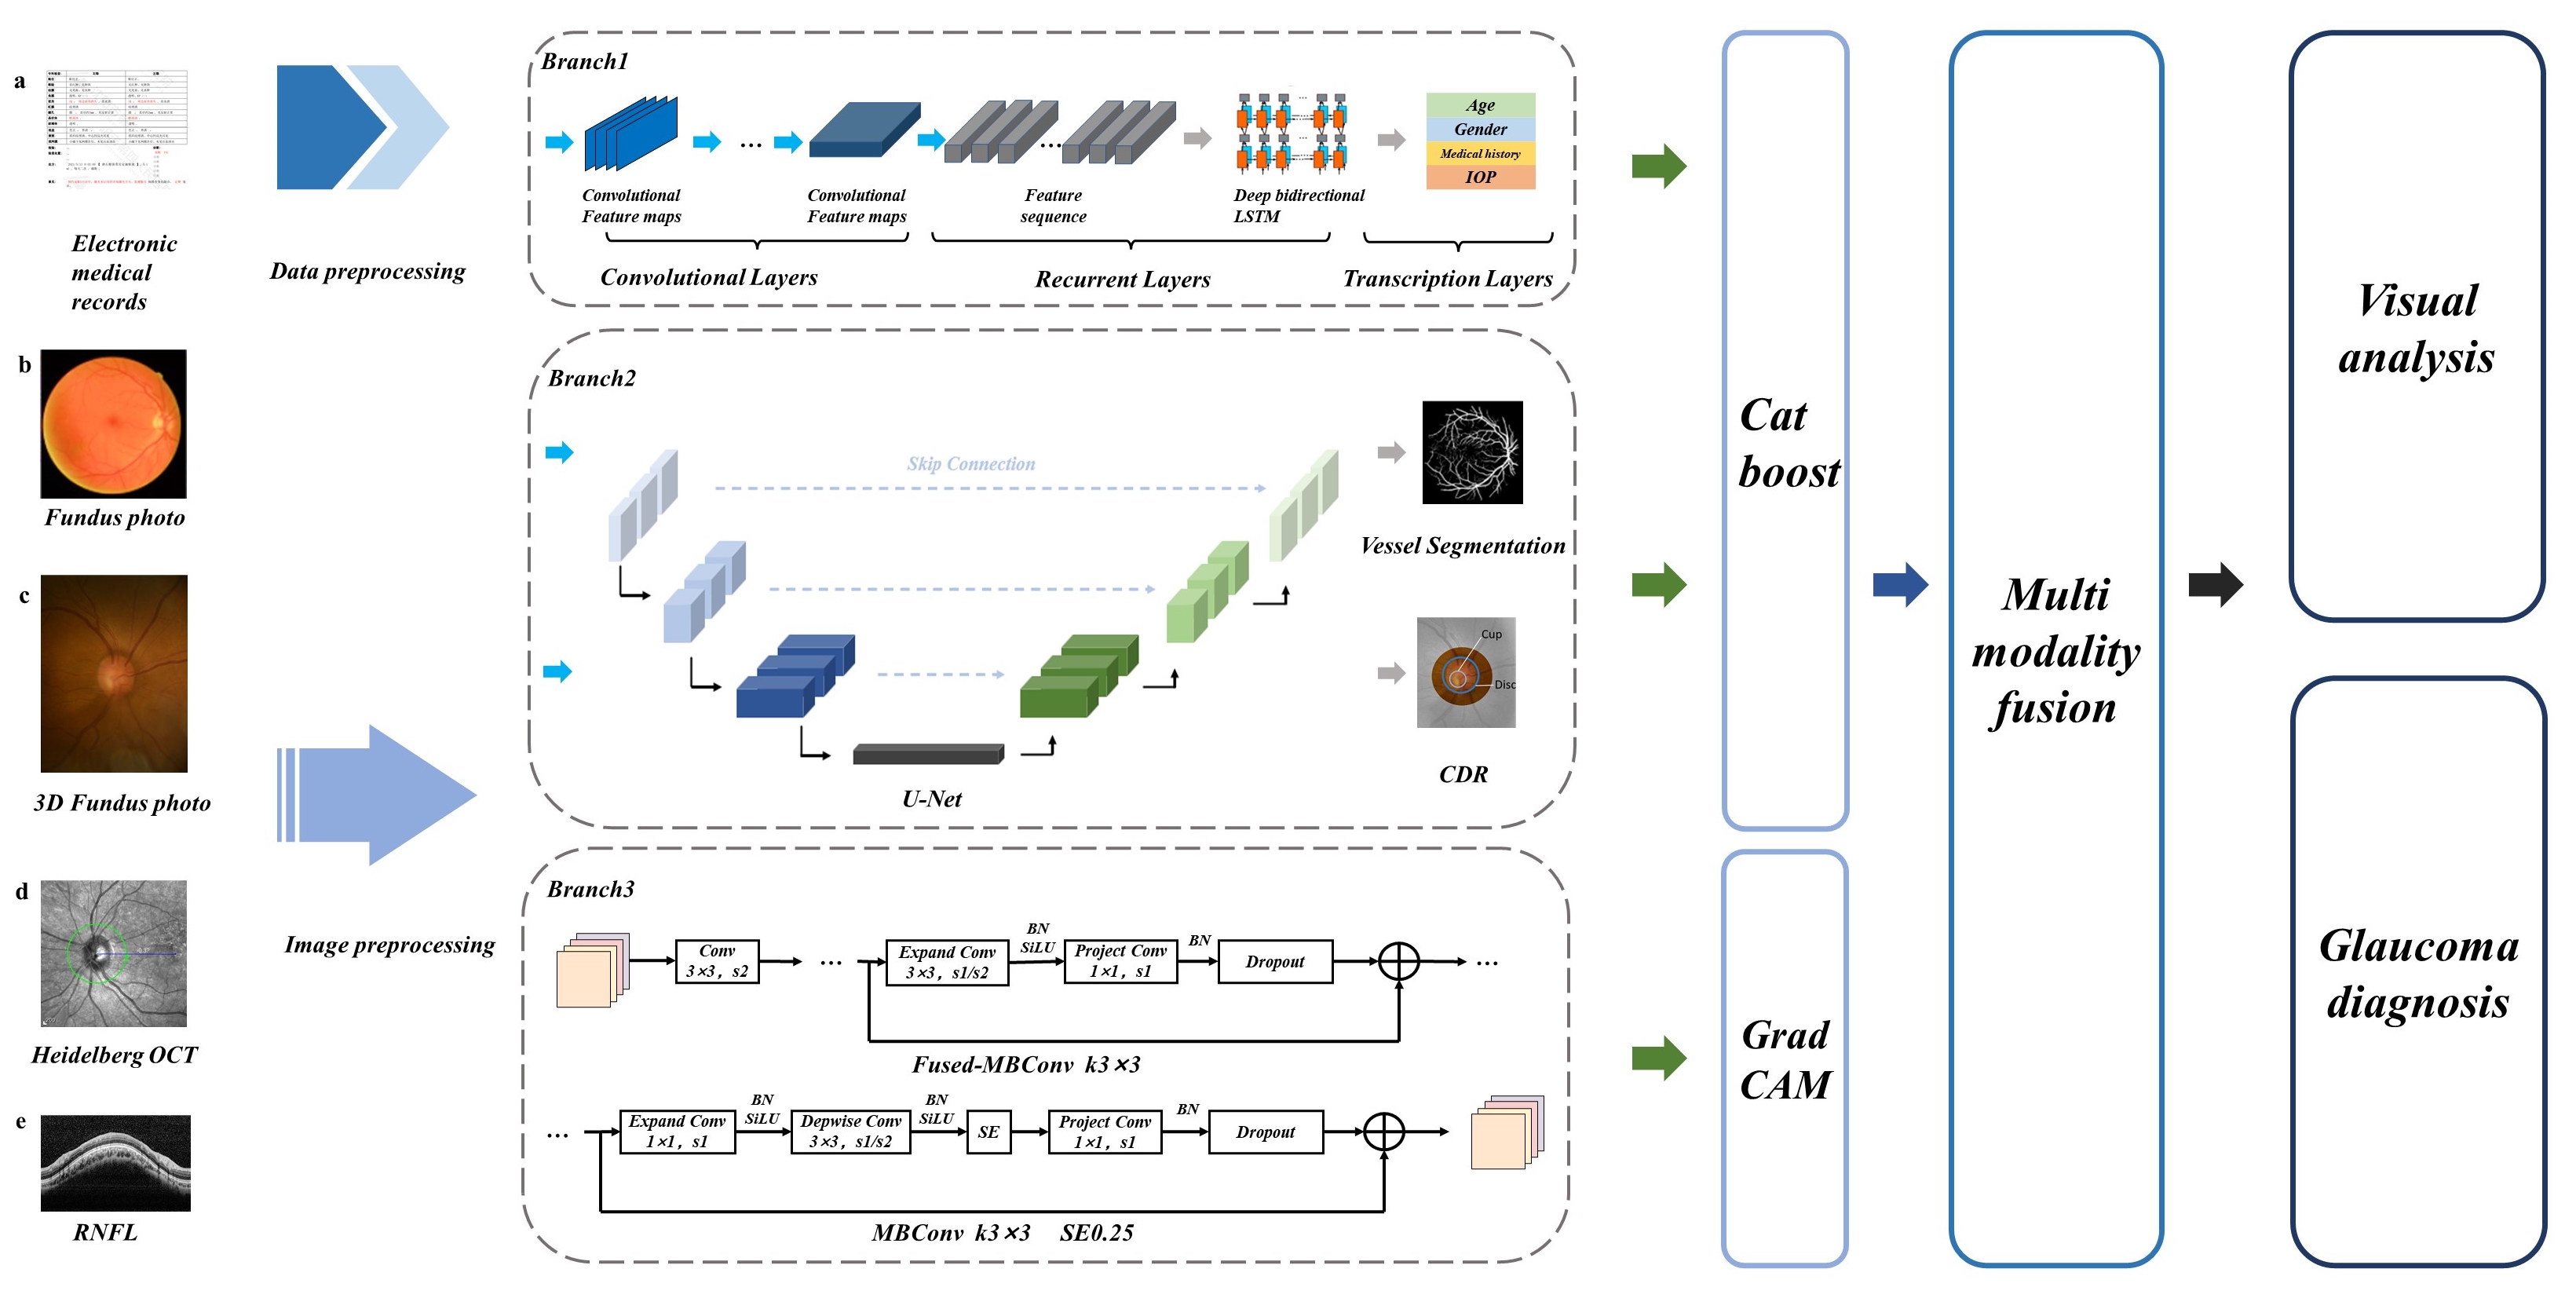 a
Electronic
medical
records
b
Fundus photo
c
3D Fundus photo
d
Heidelberg OCT
e
RNFL
Data preprocessing
Image preprocessing
Branch1
...
...
...
Convolutional
Feature maps
Convolutional
Feature maps
Feature
sequence
Deep bidirectional
LSTM
Age
Gender
Medical history
IOP
Convolutional Layers
Recurrent Layers
Transcription Layers
Branch2
Skip Connection
Vessel Segmentation
Cup
Disc
CDR
U-Net
Branch3
Conv
3×3, s2
...
Expand Conv
3×3, s1/s2
BN
SiLU
Project Conv
1×1, s1
BN
Dropout
...
Fused-MBConv k3×3
...
Expand Conv
1×1, s1
BN
SiLU
Depwise Conv
3×3, s1/s2
BN
SiLU
SE
Project Conv
1×1, s1
BN
Dropout
MBConv k3×3 SE0.25
Cat
boost
Grad
CAM
Multi
modality
fusion
Visual
analysis
Glaucoma
diagnosis